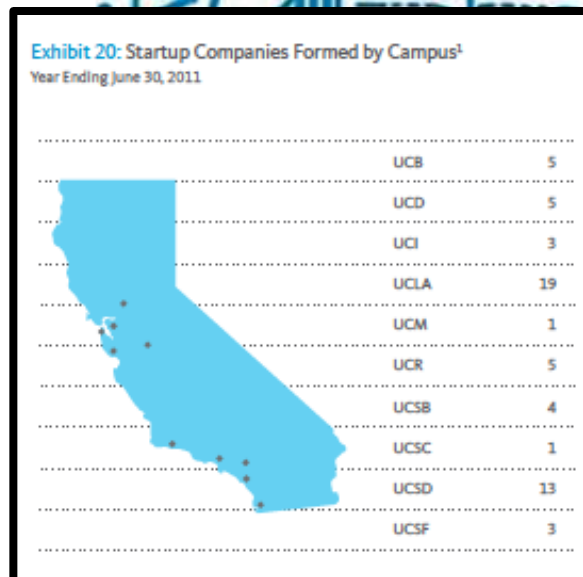 Exhibit 20: Startup Companies Formed by Campus¹
Year Ending June 30, 2011
UCB 5
UCD 5
UCI 3
UCLA 19
UCM 1
UCR 5
UCSB 4
UCSC 1
UCSD 13
UCSF 3